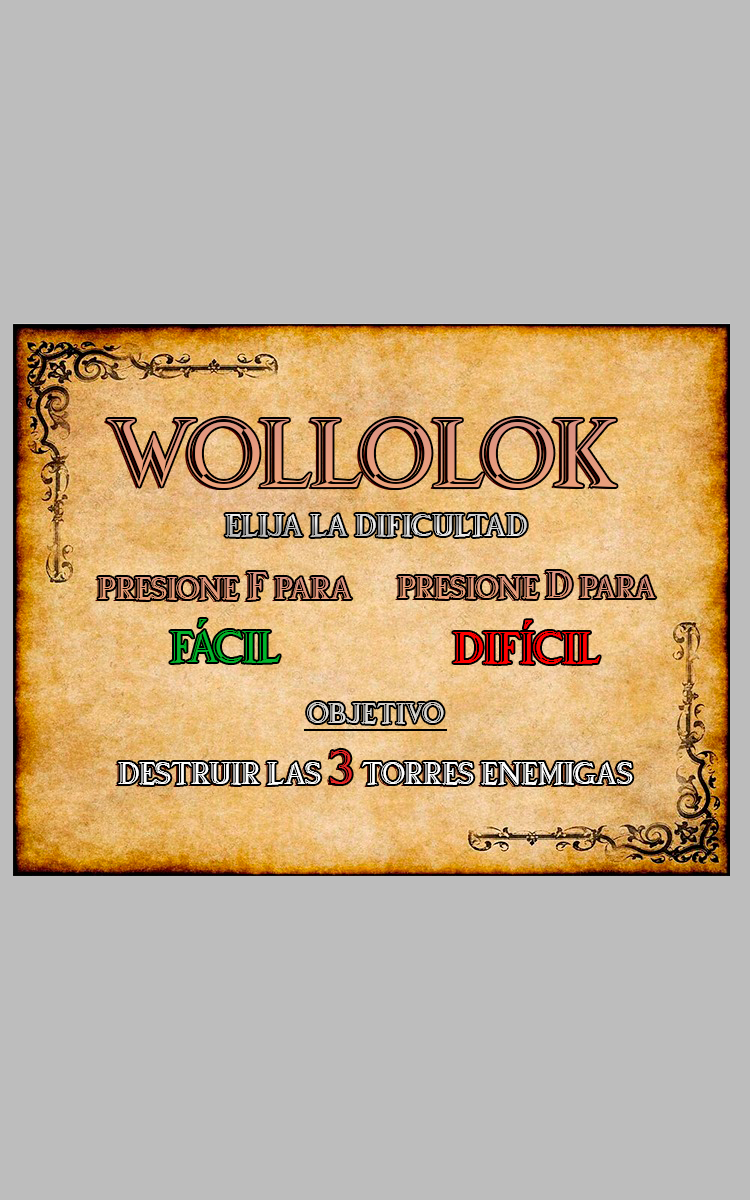 WOLLOLOK
ELIJA LA DIFICULTAD
PRESIONE F PARA
FÁCIL
PRESIONE D PARA
DIFÍCIL
OBJETIVO
DESTRUIR LAS 3 TORRES ENEMIGAS